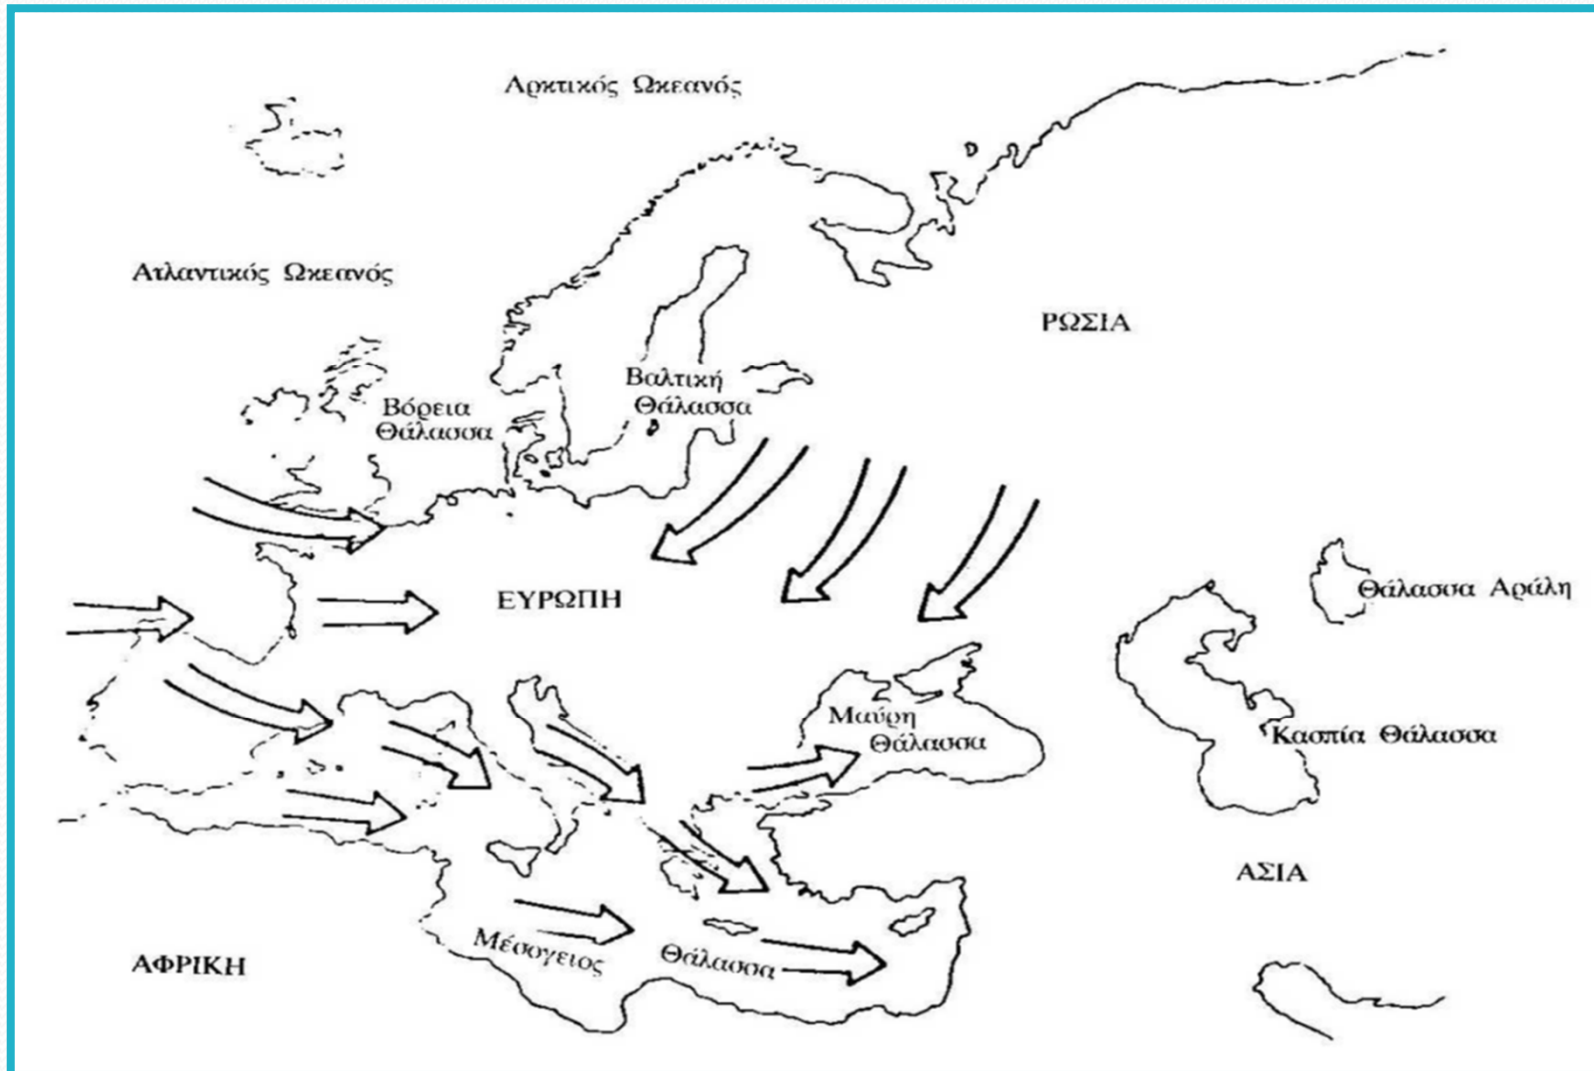 Αρκτικός Ωκεανός
Ατλαντικός Ωκεανός
ΡΩΣΙΑ
Βαλτική
Θάλασσα
Βόρεια
Θάλασσα
ΕΥΡΩΠΗ
Θάλασσα Αράλη
Μαύρη
Θάλασσα
Κασπία Θάλασσα
ΑΣΙΑ
ΑΦΡΙΚΗ
Μέσογειος Θάλασσα